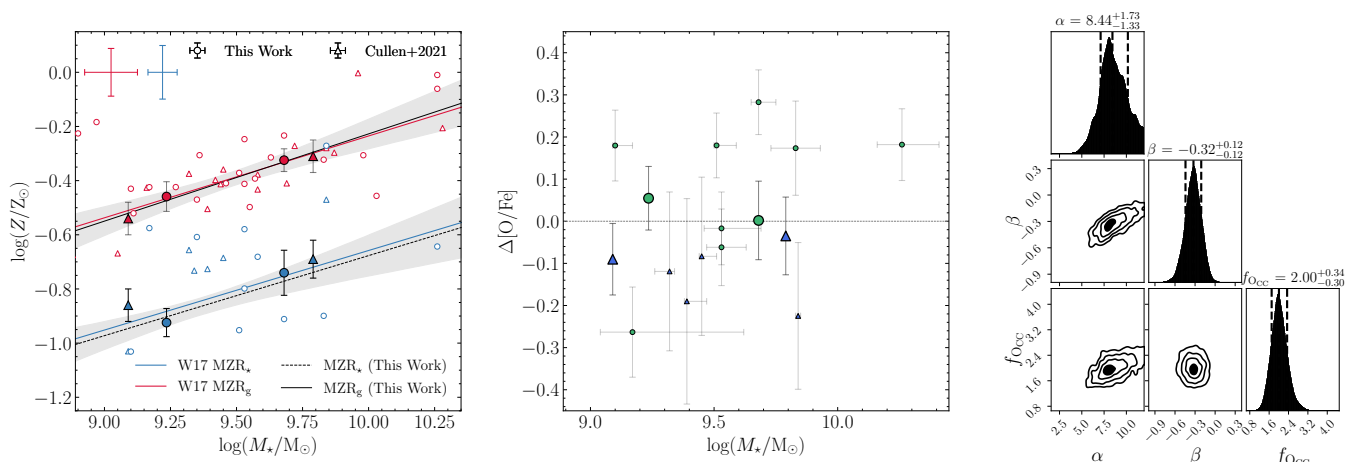 This Work
Cullen+2021
0.0
−0.2
−0.4
−0.6
−0.8
−1.0
−1.2
log(Z/Z⊙)
W17 MZR⋆
W17 MZRg
MZR⋆ (This Work)
MZRg (This Work)
9.00
9.25
9.50
9.75
10.00
10.25
log(M⋆/M⊙)
0.4
0.3
0.2
0.1
0.0
−0.1
−0.2
−0.3
−0.4
Δ[O/Fe]
9.0
9.5
10.0
log(M⋆/M⊙)
α = 8.44+1.73−1.33
β = −0.32+0.12−0.12
fOCC = 2.00+0.34−0.30
0.3
0.0
−0.3
−0.6
−0.9
β
4.0
3.2
2.4
1.6
0.8
fOCC
2.5
5.0
7.5
10.0
α
−0.9
−0.6
−0.3
0.0
0.3
β
0.8
1.6
2.4
3.2
4.0
fOCC